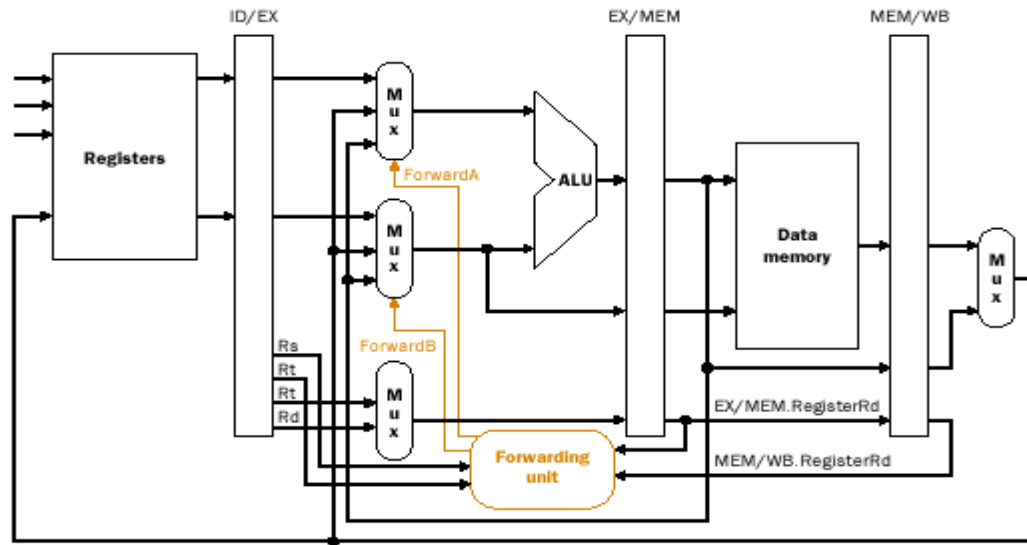 ID/EX
EX/MEM
MEM/WB
Registers
M
u
x
ForwardA
ALU
M
u
x
Data
memory
M
u
x
ForwardB
Rs
Rt
Rt
Rd
M
u
x
EX/MEM.RegisterRd
Forwarding
unit
MEM/WB.RegisterRd